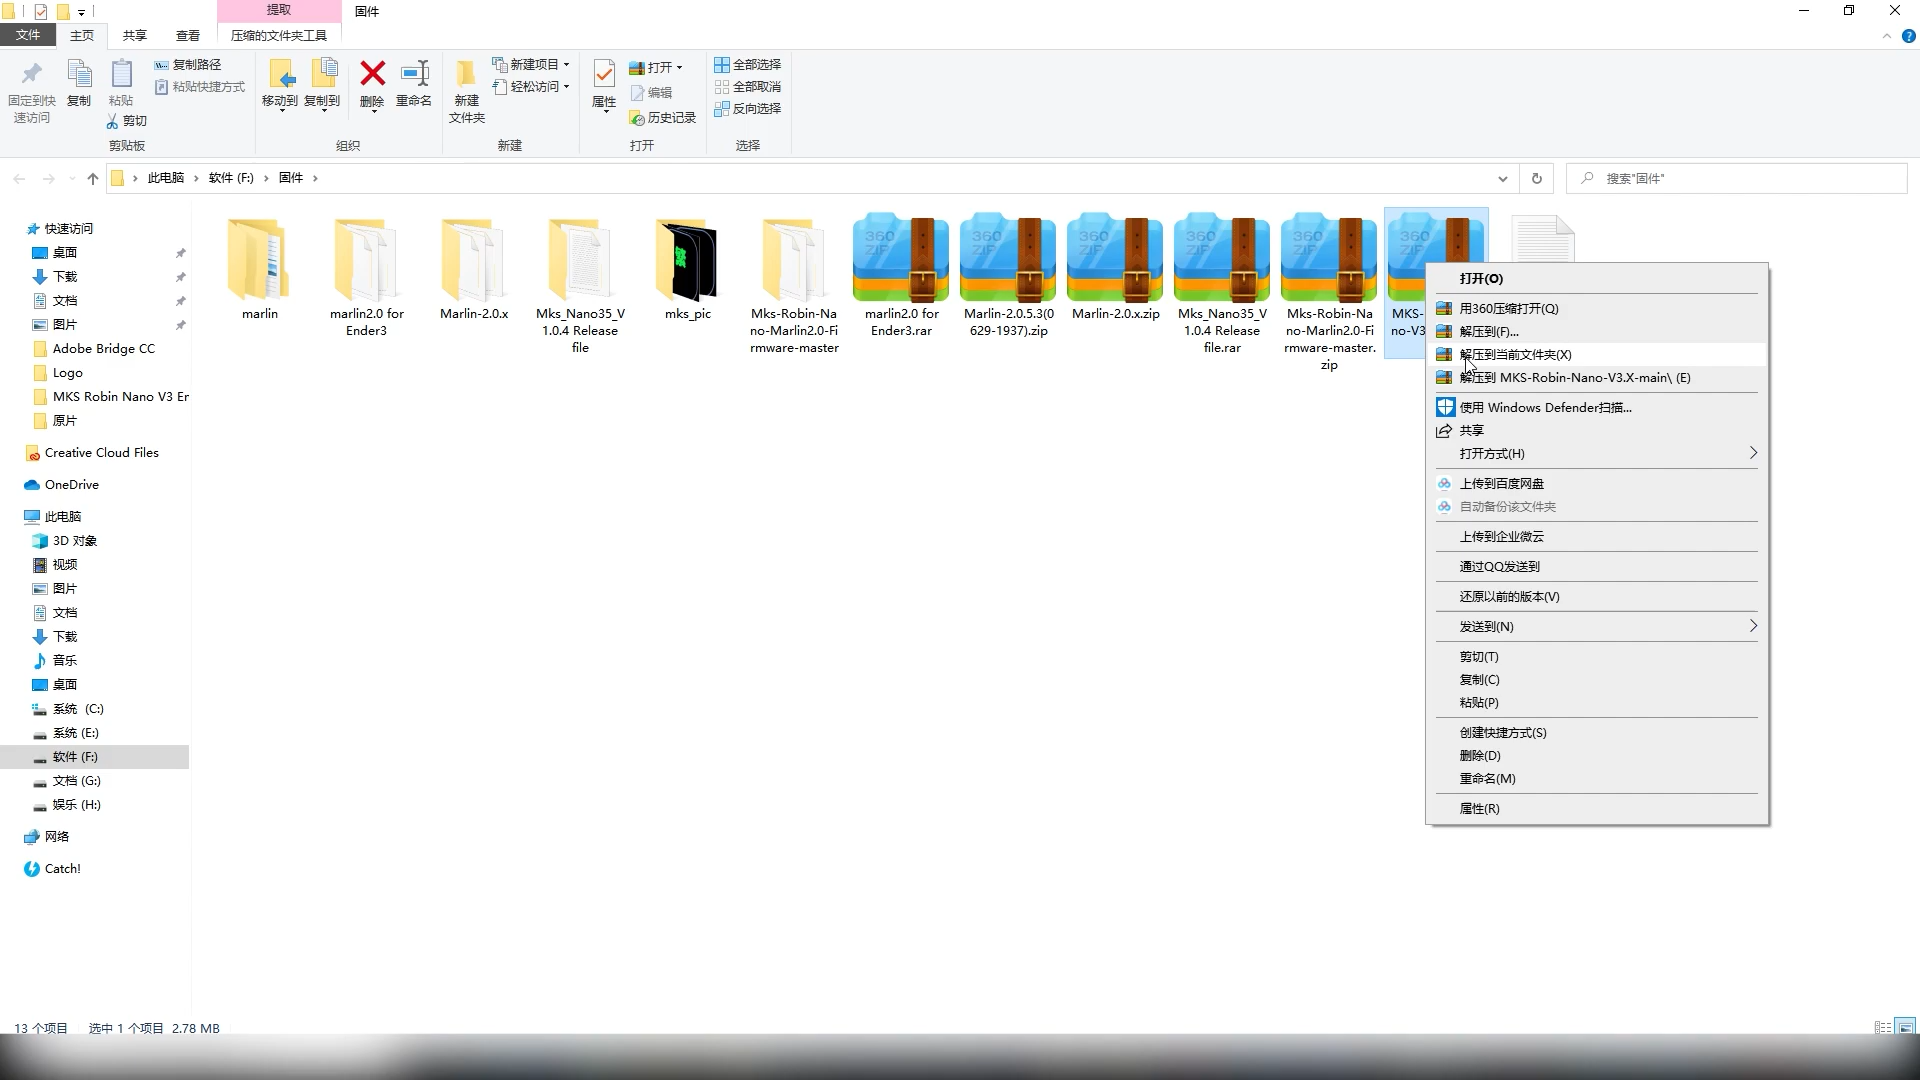 提取
固件
文件
主页
共享
查看
压缩的文件夹工具
固定到快
速访问
复制
粘贴
复制路径
粘贴快捷方式
剪切
剪贴板
移动到
复制到
删除
重命名
组织
新建
文件夹
新建项目
轻松访问
新建
属性
打开
编辑
历史记录
打开
全部选择
全部取消
反向选择
选择
此电脑
软件 (F:)
固件
搜索"固件"
快速访问
桌面
下载
文档
图片
Adobe Bridge CC
Logo
MKS Robin Nano V3 Er
原片
Creative Cloud Files
OneDrive
此电脑
3D 对象
视频
图片
文档
下载
音乐
桌面
系统 (C:)
系统 (E:)
软件 (F:)
文档 (G:)
娱乐 (H:)
网络
Catch!
marlin
marlin2.0 for
Ender3
Marlin-2.0.x
Mks_Nano35_V
1.0.4 Release
file
mks_pic
Mks-Robin-Na
no-Marlin2.0-Fi
rmware-master
360
ZIP
marlin2.0 for
Ender3.rar
360
ZIP
Marlin-2.0.5.3(0
629-1937).zip
360
ZIP
Marlin-2.0.x.zip
360
ZIP
Mks_Nano35_V
1.0.4 Release
file.rar
360
ZIP
Mks-Robin-Na
no-Marlin2.0-Fi
rmware-master.
zip
360
MKS-
no-V3
打开(O)
用360压缩打开(Q)
解压到(F)...
解压到当前文件夹(X)
解压到 MKS-Robin-Nano-V3.X-main\ (E)
使用 Windows Defender扫描...
共享
打开方式(H)
上传到百度网盘
自动备份该文件夹
上传到企业微云
通过QQ发送到
还原以前的版本(V)
发送到(N)
剪切(T)
复制(C)
粘贴(P)
创建快捷方式(S)
删除(D)
重命名(M)
属性(R)
13 个项目
选中 1 个项目 2.78 MB